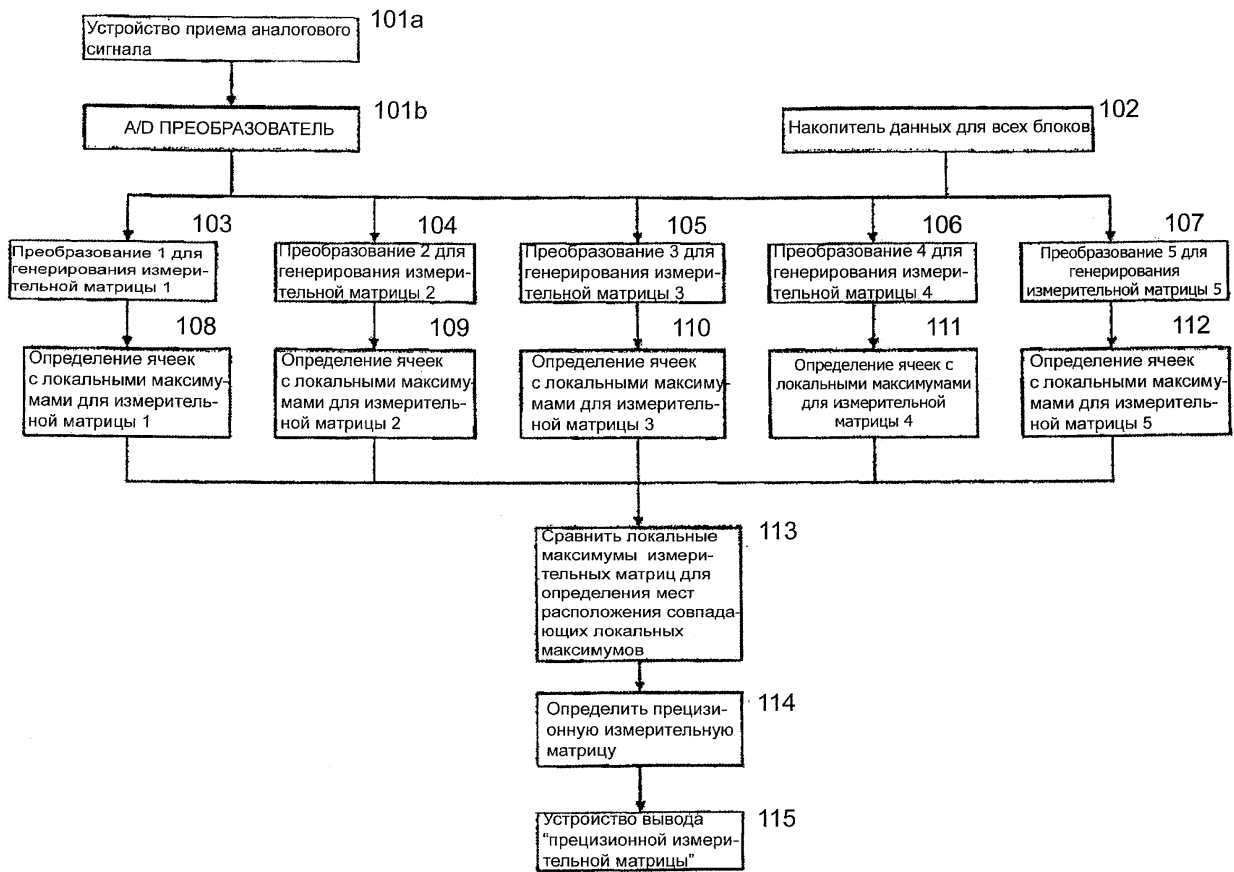 101a
Устройство приема аналогового
сигнала
101b
A/D ПРЕОБРАЗОВАТЕЛЬ
102
Накопитель данных для всех блоков
103
Преобразование 1 для
генерирования измери-
тельной матрицы 1
104
Преобразование 2 для
генерирования измери-
тельной матрицы 2
105
Преобразование 3 для
генерирования измери-
тельной матрицы 3
106
Преобразование 4 для
генерирования измери-
тельной матрицы 4
107
Преобразование 5 для
генерирования
измерительной матрицы 5
108
Определение ячеек
с локальными максиму-
мами для измеритель-
ной матрицы 1
109
Определение ячеек
с локальными максиму-
мами для измеритель-
ной матрицы 2
110
Определение ячеек
с локальными максиму-
мами для измеритель-
ной матрицы 3
111
Определение ячеек с
локальными максимумами
для измерительной
матрицы 4
112
Определение ячеек
с локальными максиму-
мами для измеритель-
ной матрицы 5
113
Сравнить локальные
максимумы измери-
тельных матриц для
определения мест
расположения совпада-
ющих локальных
максимумов
114
Определить прецизи-
онную измерительную
матрицу
115
Устройство вывода
“прецизионной измери-
тельной матрицы”